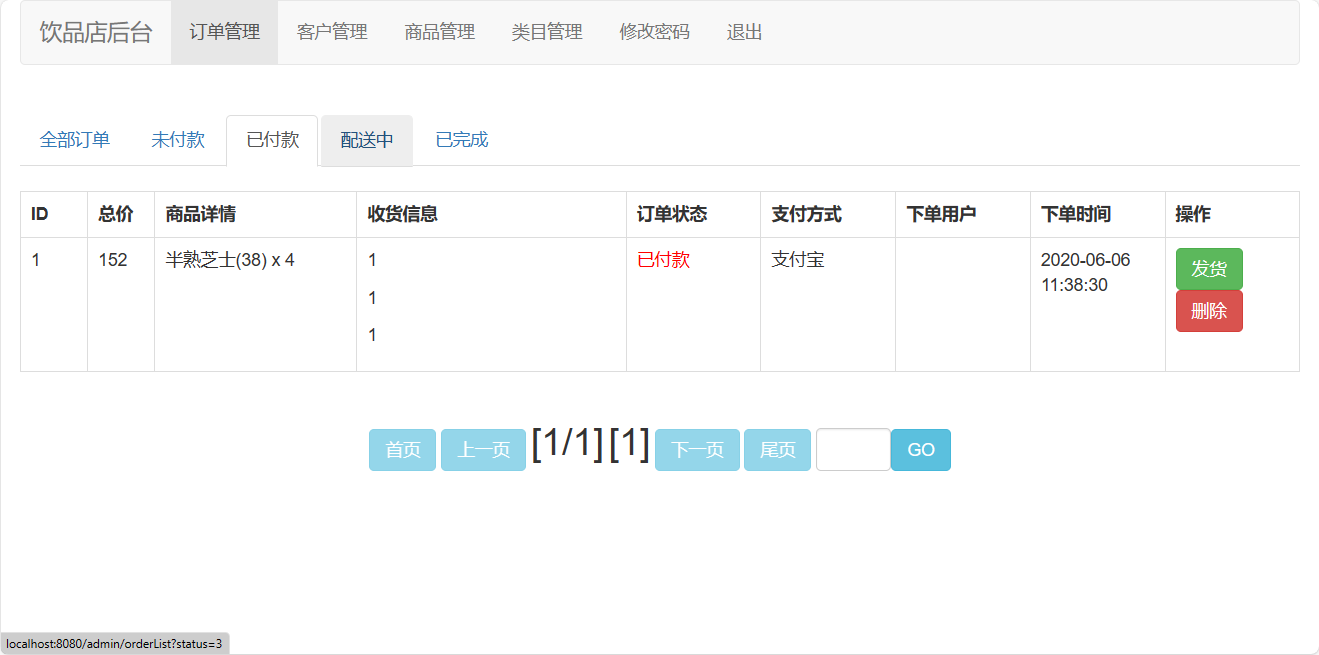 饮品店后台 订单管理 客户管理 商品管理 类目管理 修改密码 退出
全部订单 未付款 已付款 配送中 已完成
ID 总价 商品详情 收货信息 订单状态 支付方式 下单用户 下单时间 操作
1 152 半熟芝士(38) x 4 1 已付款 支付宝 2020-06-06 发货
11:38:30
1
删除
1
首页 上一页 [1/1][1] 下一页 尾页 GO
localhost:8080/admin/orderList?status=3